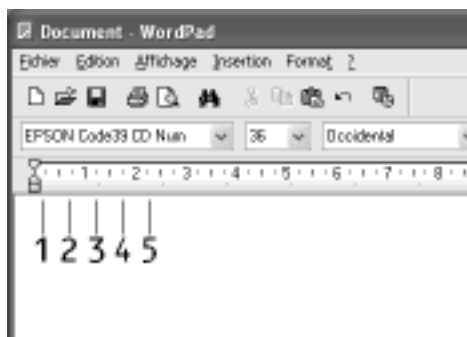 Document - WordPad
Fichier Edition Affichage Insertion Format ?
EPSON Code39 CD Num 36 Occidental
1 2 3 4 5 6 7 8
1 2 3 4 5